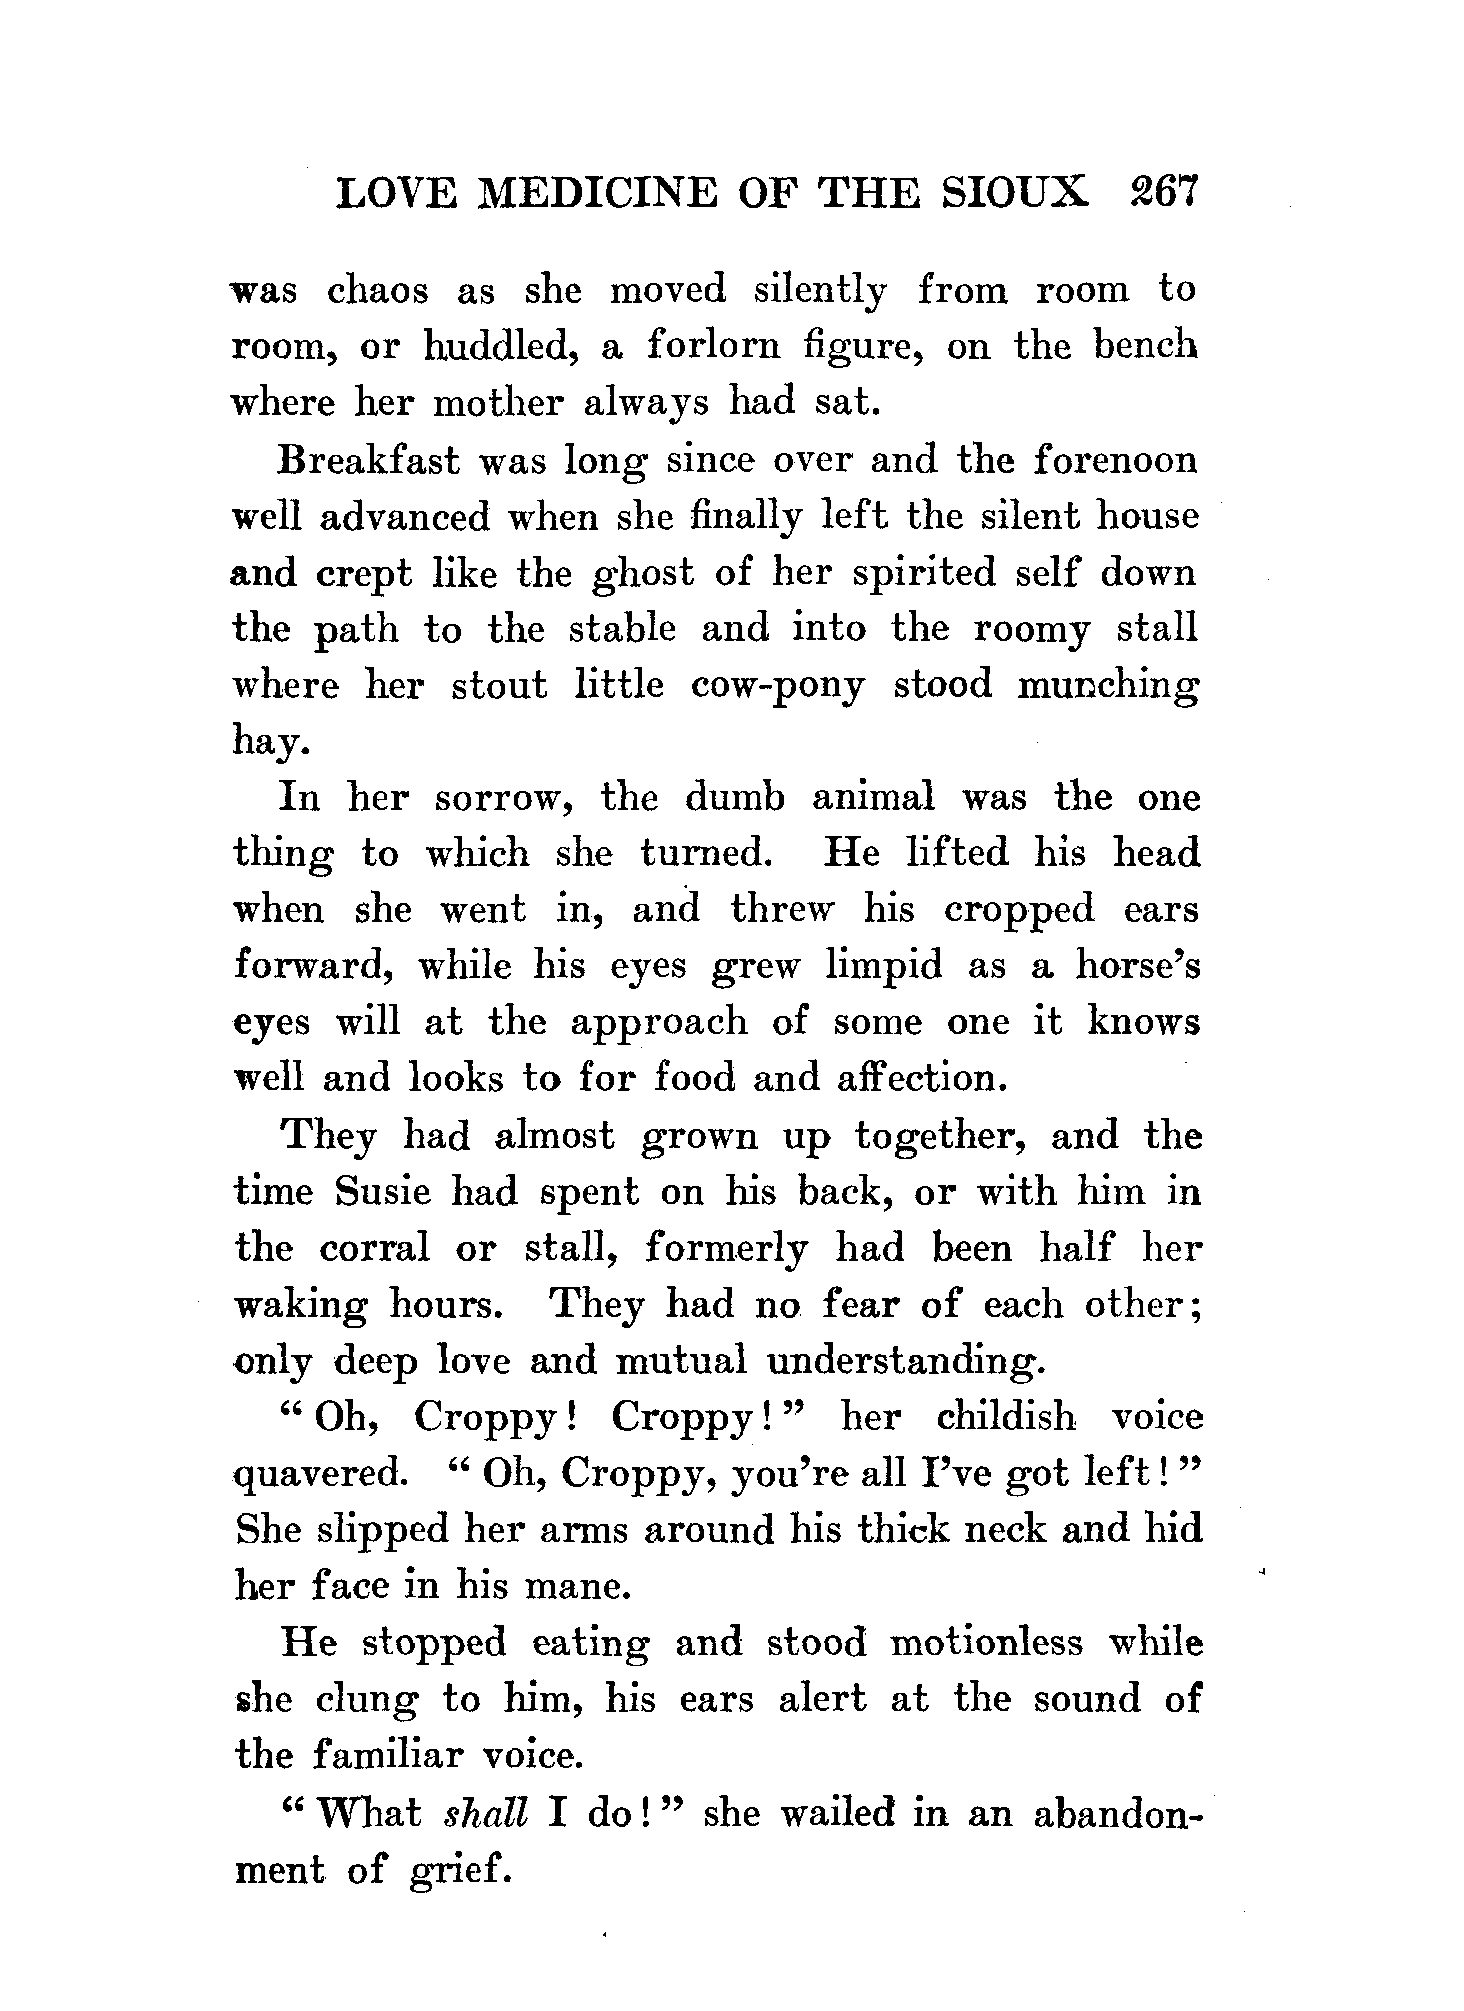 LOVE MEDICINE OF THE SIOUX 267
was chaos as she moved silently from room to
room, or huddled, a forlorn figure, on the bench
where her mother always had sat.
Breakfast was long since over and the forenoon
well advanced when she finally left the silent house
and crept like the ghost of her spirited self down
the path to the stable and into the roomy stall
where her stout little cow-pony stood munching
hay.
In her sorrow, the dumb animal was the one
thing to which she turned. He lifted his head
when she went in, and threw his cropped ears
forward, while his eyes grew limpid as a horse's
eyes will at the approach of some one it knows
well and looks to for food and affection.
They had almost grown up together, and the
time Susie had spent on his back, or with him in
the corral or stall, formerly had been half her
waking hours. They had no fear of each other;
only deep love and mutual understanding.
“ Oh, Croppy! Croppy! ” her childish voice
quavered. “ Oh, Croppy, you're all I've got left! ”
She slipped her arms around his thick neck and hid
her face in his mane.
He stopped eating and stood motionless while
she clung to him, his ears alert at the sound of
the familiar voice.
“ What shall I do! ” she wailed in an abandon-
ment of grief.